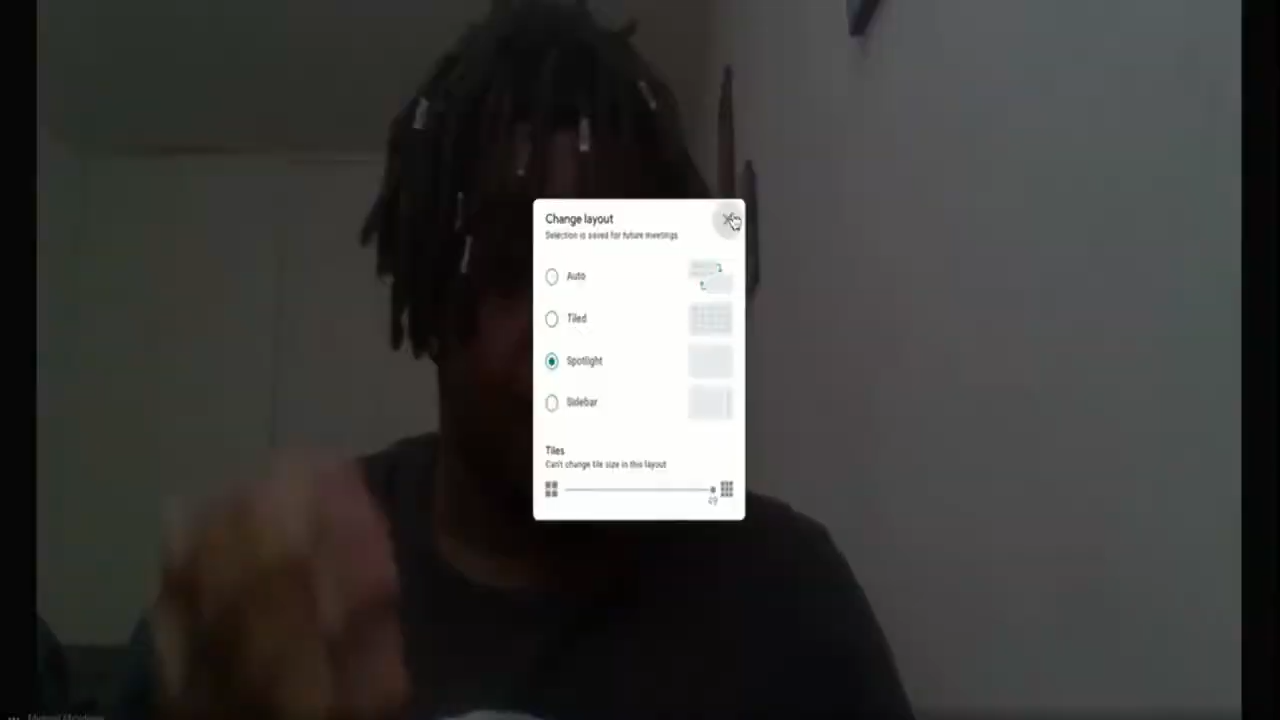 Change layout
Selection is saved for future meetings
Auto
Tiled
Spotlight
Sidebar
Tiles
Can't change tile size in this layout
49